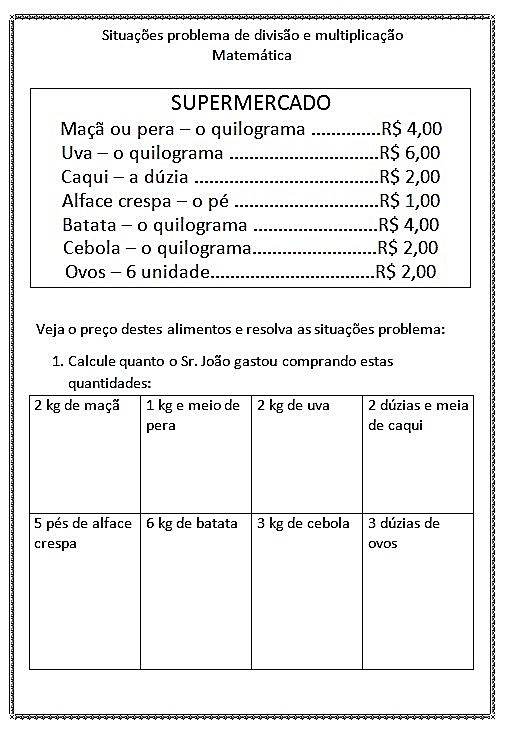 Situações problema de divisão e multiplicação
Matemática
SUPERMERCADO
Maçã ou pera – o quilograma .............R$ 4,00
Uva – o quilograma ............................R$ 6,00
Caqui – a dúzia ...................................R$ 2,00
Alface crespa – o pé ...........................R$ 1,00
Batata – o quilograma .......................R$ 4,00
Cebola – o quilograma.......................R$ 2,00
Ovos – 6 unidade...............................R$ 2,00
Veja o preço destes alimentos e resolva as situações problema:
1. Calcule quanto o Sr. João gastou comprando estas
quantidades:
2 kg de maçã
1 kg e meio de
pera
2 kg de uva
2 dúzias e meia
de caqui
5 pés de alface
crespa
6 kg de batata
3 kg de cebola
3 dúzias de
ovos